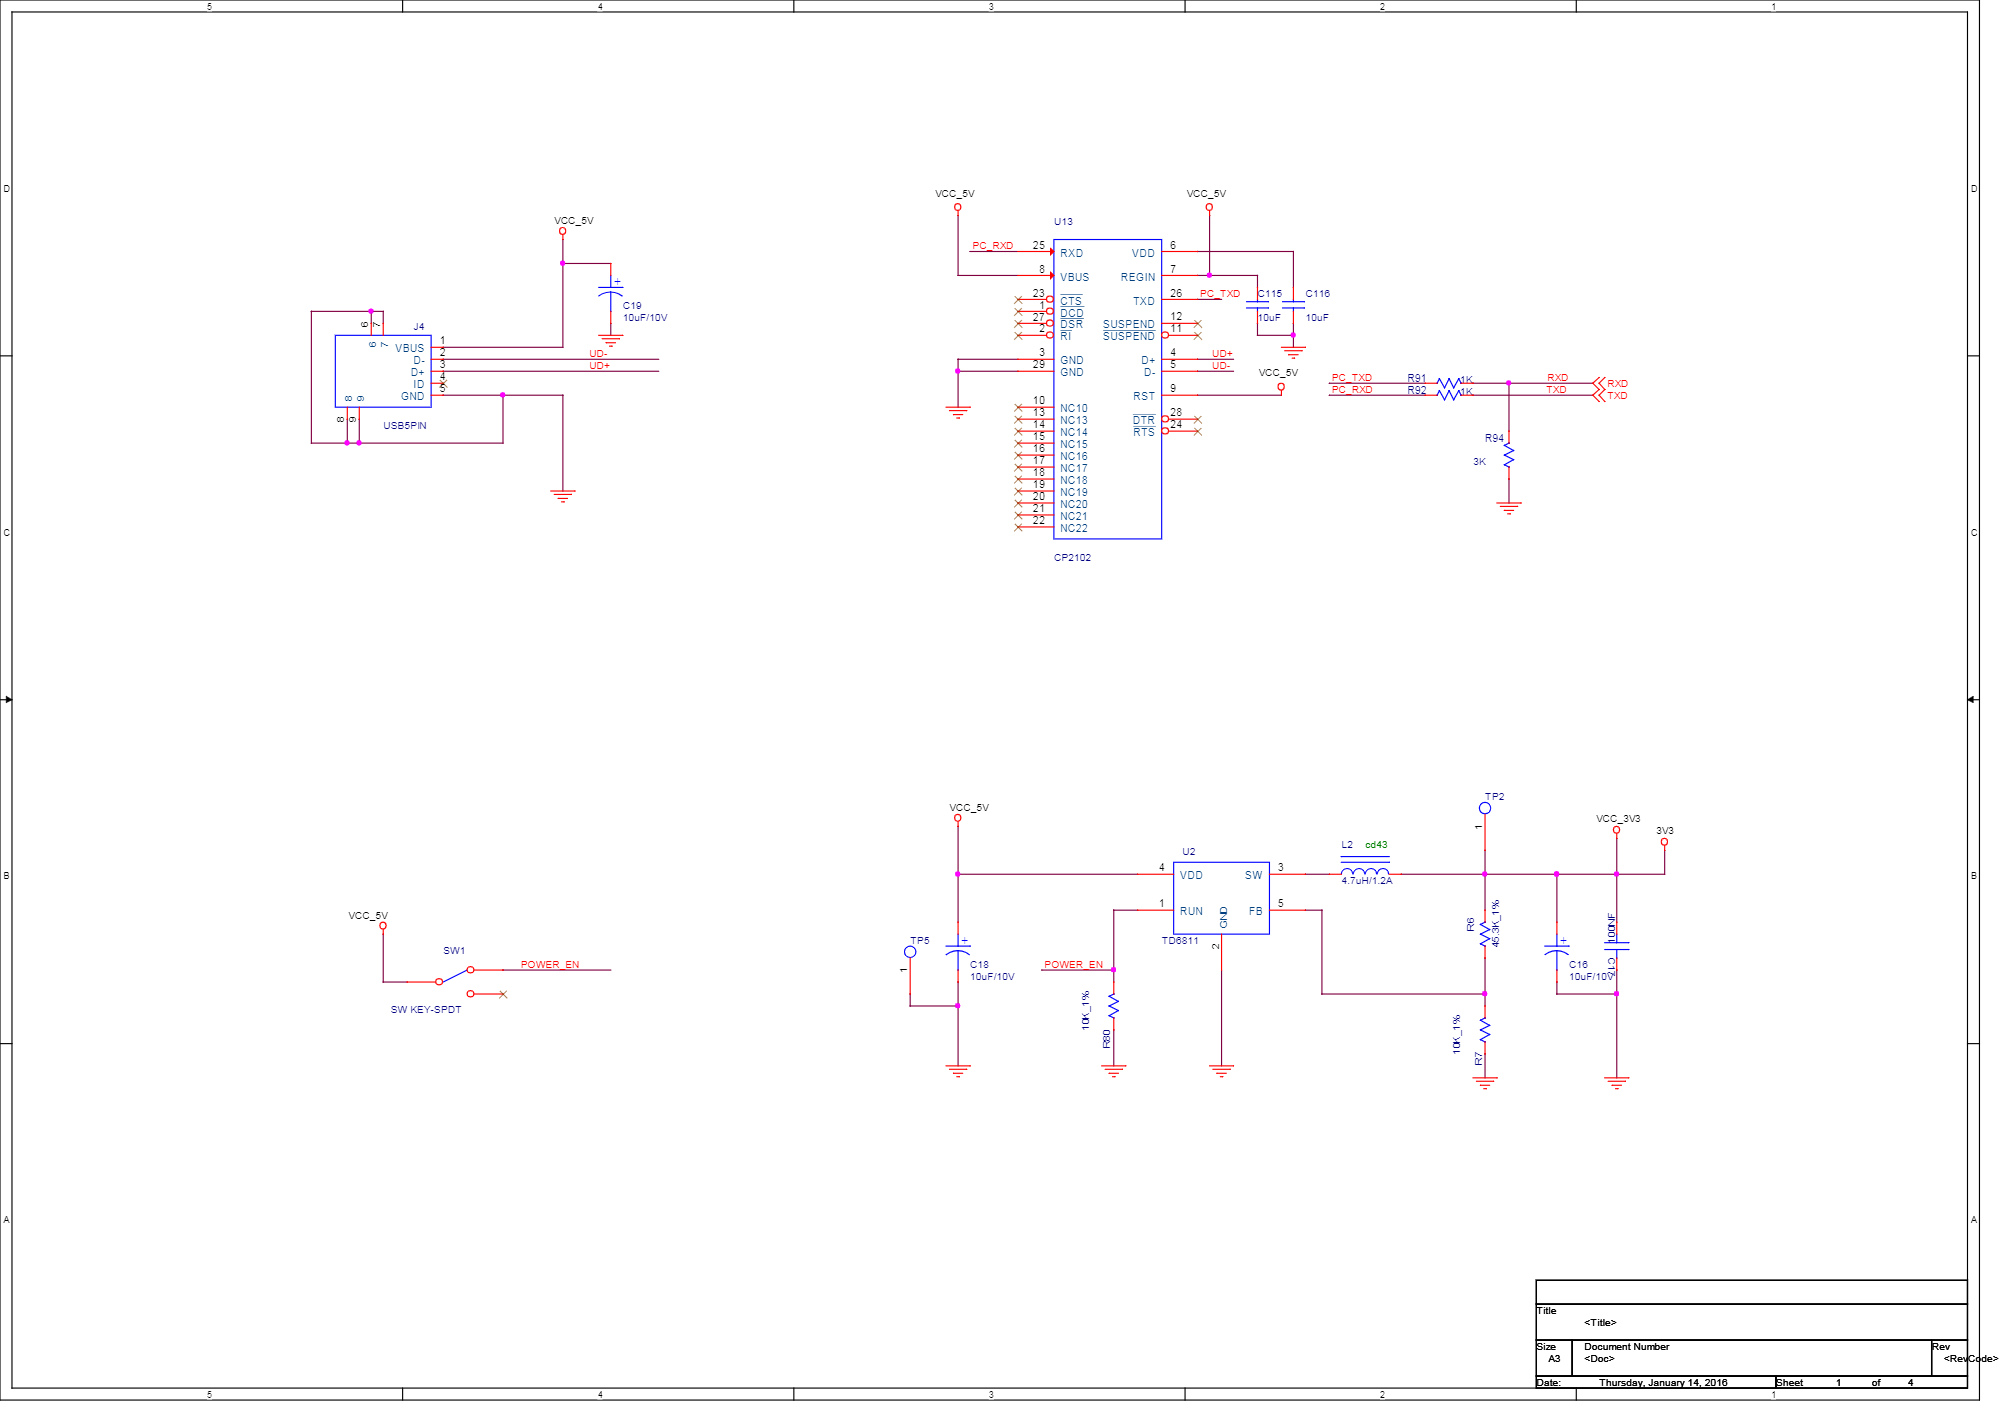 5 4 3 2 1
D D
VCC_5V
C19
10uF/10V
J4
6 7
6 7
VBUS 1
D- 2
D+ 3
ID 4
GND 5
8 9
8 9
UD-
UD+
USB5PIN
VCC_5V VCC_5V
U13
PC_RXD 25 RXD VDD 6
8 VBUS REGIN 7
23 CTS TXD 26 PC_TXD
1 DCD
27 DSR SUSPEND 12
2 RI SUSPEND 11
3 GND D+ 4 UD+
29 GND D- 5 UD-
RST 9
VCC_5V
10 NC10
13 NC13 DTR 28
14 NC14 RTS 24
15 NC15
16 NC16
17 NC17
18 NC18
19 NC19
20 NC20
21 NC21
22 NC22
CP2102
C115 C116
10uF 10uF
PC_TXD R91 1K RXD RXD
PC_RXD R92 1K TXD TXD
R94
3K
C C
B B
VCC_5V
SW1
POWER_EN
SW KEY-SPDT
VCC_5V
TP5
1
C18
10uF/10V
POWER_EN
10K_1%
R80
U2
4 VDD SW 3
1 RUN FB 5
GND
2
TD6811
L2 cd43
4.7uH/1.2A
TP2
1
R6
45.3K_1%
10K_1%
R7
VCC_3V3
3V3
100NF
C16
10uF/10V
A A
Title
<Title>
Size Document Number Rev
A3 <Doc> <RevCode>
Date: Thursday, January 14, 2016 Sheet 1 of 4
5 4 3 2 1